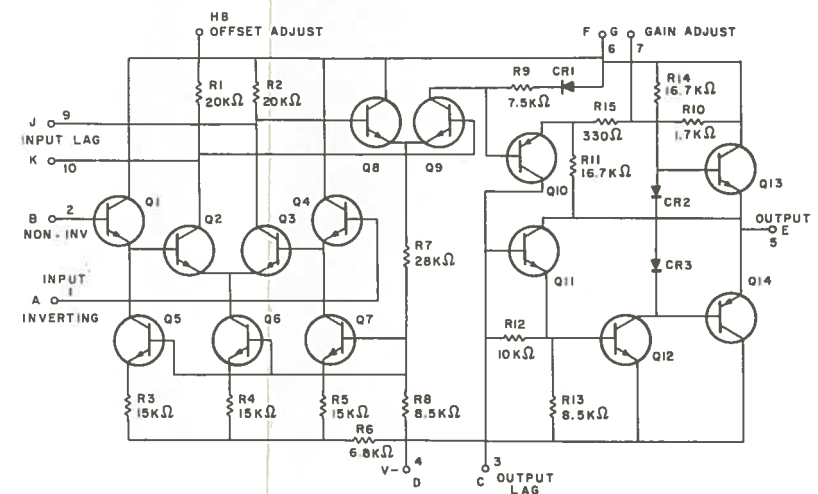 H8
OFFSET ADJUST
F
G
GAIN ADJUST
6
7
R1
20KΩ
R2
20KΩ
R9
7.5KΩ
CR1
R14
16.7KΩ
R15
330Ω
R10
1.7KΩ
J
9
INPUT LAG
K
10
Q8
Q9
Q10
R11
16.7KΩ
Q13
CR2
Q1
Q2
Q3
Q4
B
2
NON-INV
OUTPUT
E
5
R7
28KΩ
CR3
Q11
Q14
INPUT
1
A
INVERTING
Q5
Q6
Q7
R12
10KΩ
Q12
R3
15KΩ
R4
15KΩ
R5
15KΩ
R8
8.5KΩ
R13
8.5KΩ
R6
6.8KΩ
V-
4
D
3
C
OUTPUT
LAG